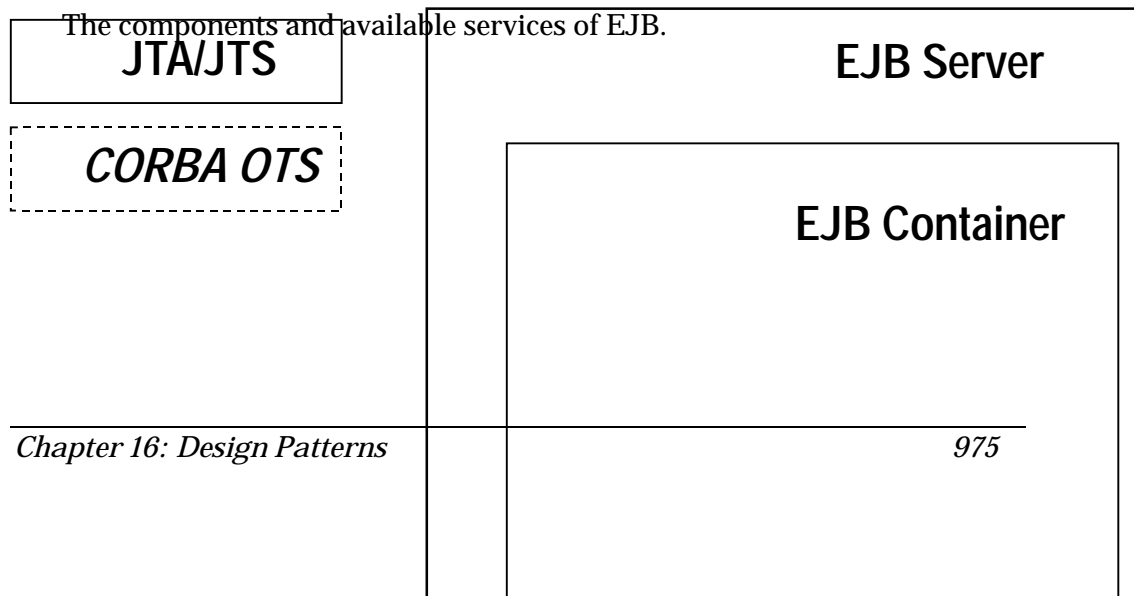 The components and available services of EJB.
JTA/JTS
EJB Server
CORBA OTS
EJB Container
Chapter 16: Design Patterns 975